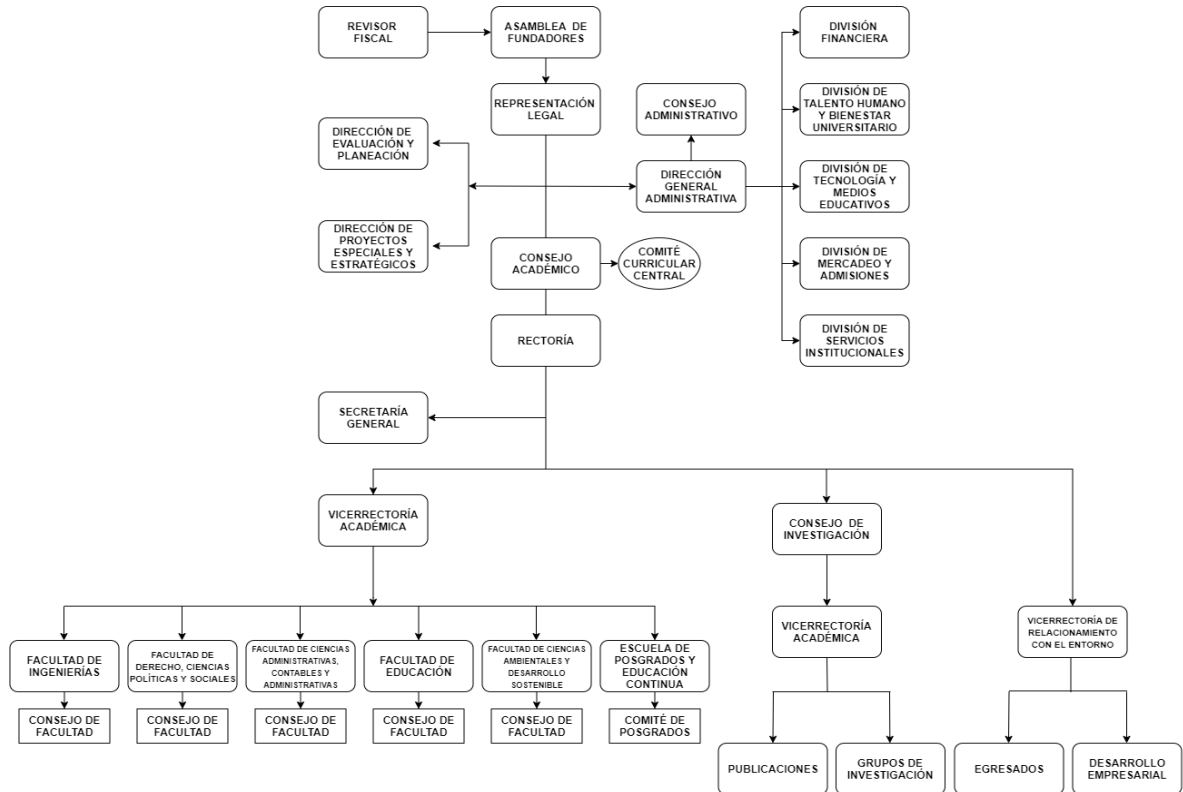 REVISOR
FISCAL
ASAMBLEA DE
FUNDADORES
DIVISIÓN
FINANCIERA
REPRESENTACIÓN
LEGAL
CONSEJO
ADMINISTRATIVO
DIVISIÓN DE
TALENTO HUMANO
Y BIENESTAR
UNIVERSITARIO
DIRECCIÓN DE
EVALUACIÓN Y
PLANEACIÓN
DIRECCIÓN
GENERAL
ADMINISTRATIVA
DIVISIÓN DE
TECNOLOGÍA Y
MEDIOS
EDUCATIVOS
DIRECCIÓN DE
PROYECTOS
ESPECIALES Y
ESTRATÉGICOS
CONSEJO
ACADÉMICO
COMITÉ
CURRICULAR
CENTRAL
DIVISIÓN DE
MERCADEO Y
ADMISIONES
RECTORÍA
DIVISIÓN DE
SERVICIOS
INSTITUCIONALES
SECRETARÍA
GENERAL
VICERRECTORÍA
ACADÉMICA
CONSEJO DE
INVESTIGACIÓN
VICERRECTORÍA
ACADÉMICA
VICERRECTORÍA DE
RELACIONAMIENTO
CON EL ENTORNO
FACULTAD DE
INGENIERÍAS
FACULTAD DE
DERECHO, CIENCIAS
POLÍTICAS Y SOCIALES
FACULTAD DE CIENCIAS
ADMINISTRATIVAS,
CONTABLES Y
ADMINISTRATIVAS
FACULTAD DE
EDUCACIÓN
FACULTAD DE CIENCIAS
AMBIENTALES Y
DESARROLLO
SOSTENIBLE
ESCUELA DE
POSGRADOS Y
EDUCACIÓN
CONTINUA
CONSEJO DE
FACULTAD
CONSEJO DE
FACULTAD
CONSEJO DE
FACULTAD
CONSEJO DE
FACULTAD
CONSEJO DE
FACULTAD
COMITÉ DE
POSGRADOS
PUBLICACIONES
GRUPOS DE
INVESTIGACIÓN
EGRESADOS
DESARROLLO
EMPRESARIAL